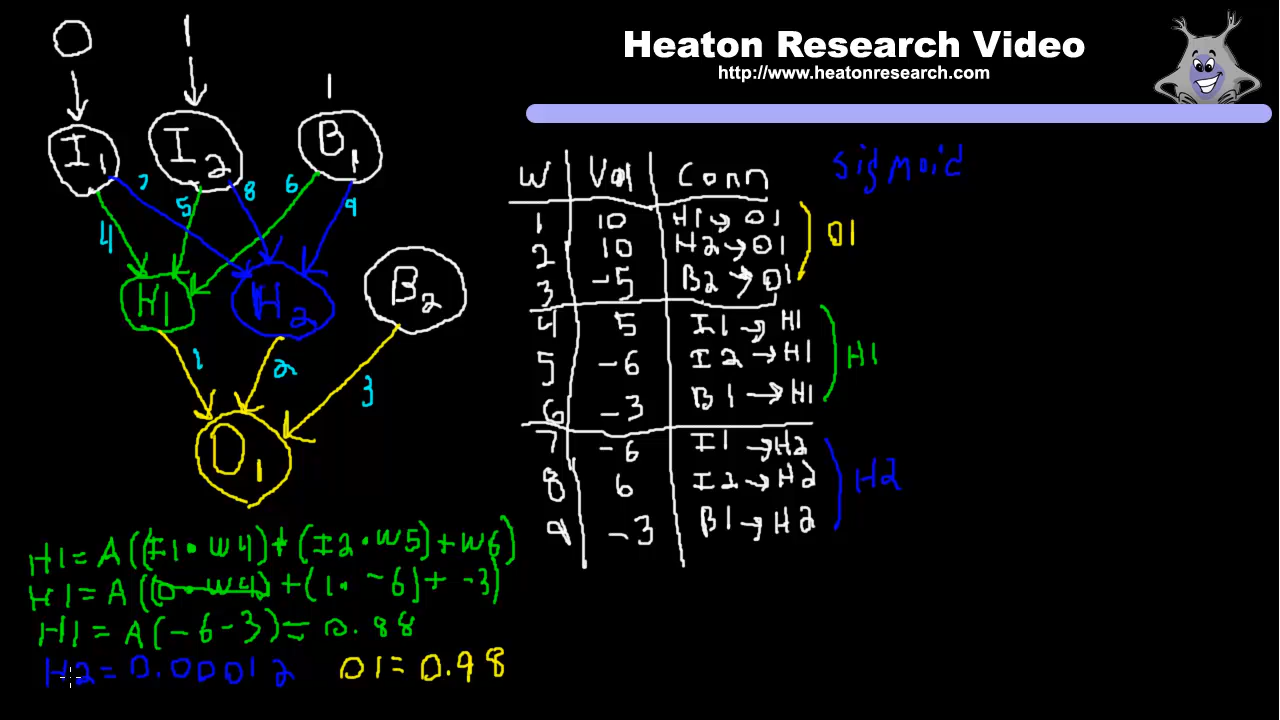 Heaton Research Video
http://www.heatonresearch.com
0 1 1
I1 I2 B1
7 8 6
4 5 9
H1 H2 B2
1 2 3
O1
Sigmoid
W Val Conn
1 10 H1→O1
2 10 H2→O1
3 -5 B2→O1
O1
4 5 I1→H1
5 -6 I2→H1
6 -3 B1→H1
H1
7 -6 I1→H2
8 6 I2→H2
9 -3 B1→H2
H2
H1=A((I1·W4)+(I2·W5)+W6)
H1=A((0·W4)+(1·-6)+-3)
H1=A(-6-3)=0.88
H2=0.00012 O1=0.98